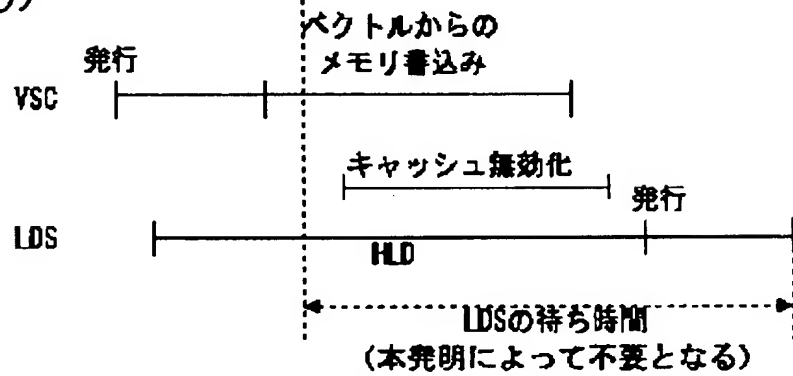 ベクトルからの
メモリ書込み
発行
VSC
キャッシュ無効化
発行
LDS
HLD
LDSの待ち時間
(本発明によって不要となる)